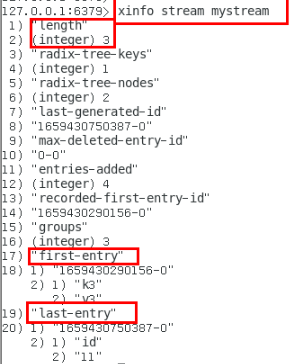 127.0.0.1:6379> xinfo stream mystream
1) "length"
2) (integer) 3
3) "radix-tree-keys"
4) (integer) 1
5) "radix-tree-nodes"
6) (integer) 2
7) "last-generated-id"
8) "1659430750387-0"
9) "max-deleted-entry-id"
10) "0-0"
11) "entries-added"
12) (integer) 4
13) "recorded-first-entry-id"
14) "1659430290156-0"
15) "groups"
16) (integer) 3
17) "first-entry"
18) 1) "1659430290156-0"
2) 1) "k3"
2) "v3"
19) "last-entry"
20) 1) "1659430750387-0"
2) 1) "id"
2) "11"